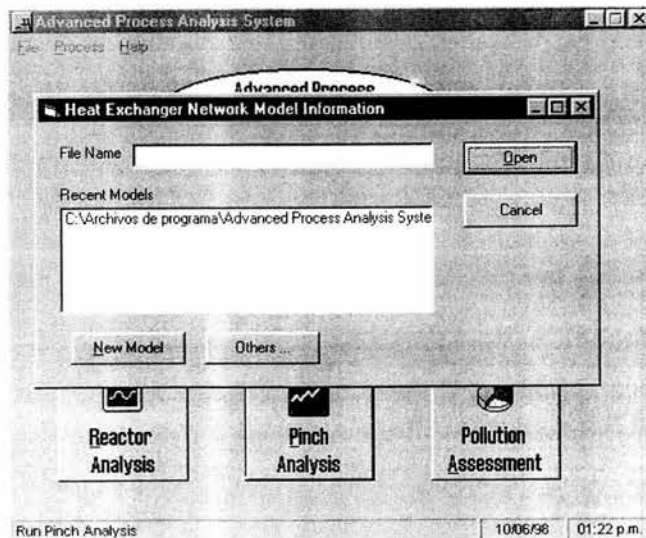 Advanced Process Analysis System
File Process Help
Advanced Process
Heat Exchanger Network Model Information
File Name
Open
Recent Models
Cancel
C:\Archivos de programa\Advanced Process Analysis Syste
New Model
Others ...
Reactor
Analysis
Pinch
Analysis
Pollution
Assessment
Run Pinch Analysis
10/06/98
01:22 p.m.